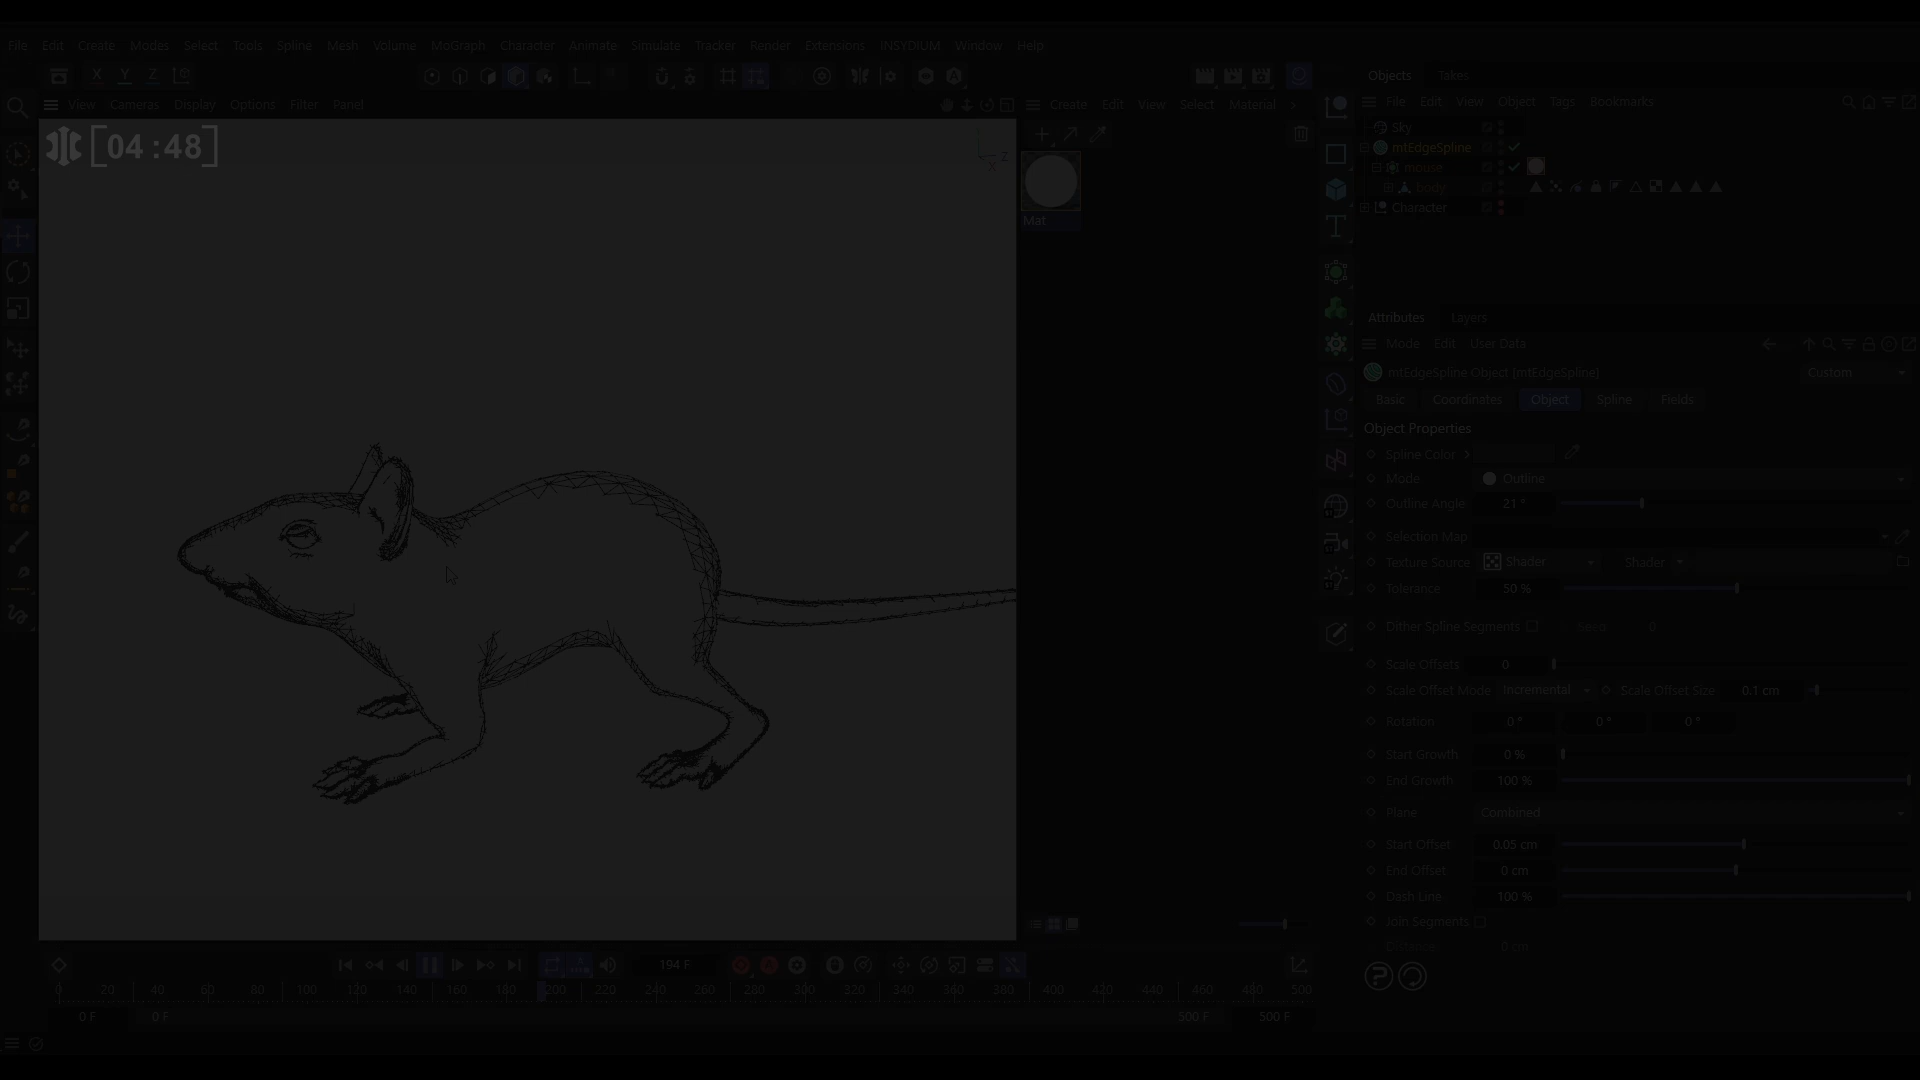 File Edit Create Modes Select Tools Spline Mesh Volume MoGraph Character Animate Simulate Tracker Render Extensions INSYDIUM Window Help
X Y Z
Objects Takes
View Cameras Display Options Filter Panel
Create Edit View Select Material
File Edit View Object Tags Bookmarks
[04:48]
Z
Sky
mtEdgeSpline
mouse
body
Character
Mat
Attributes Layers
Mode Edit User Data
mtEdgeSpline Object [mtEdgeSpline] Custom
Basic Coordinates Object Spline Fields
Object Properties
Spline Color
Mode Outline
Outline Angle 21 °
Selection Map
Texture Source Shader Shader
Tolerance 50 %
Dither Spline Segments Seed 0
Scale Offsets 0
Scale Offset Mode Incremental Scale Offset Size 0.1 cm
Rotation 0 ° 0 ° 0 °
Start Growth 0 %
End Growth 100 %
Plane Combined
Start Offset 0.05 cm
End Offset 0 cm
Dash Line 100 %
Join Segments
Distance 0 cm
194 F
0 20 40 60 80 100 120 140 160 180 200 220 240 260 280 300 320 340 360 380 400 420 440 460 480 500
0 F 0 F 500 F 500 F